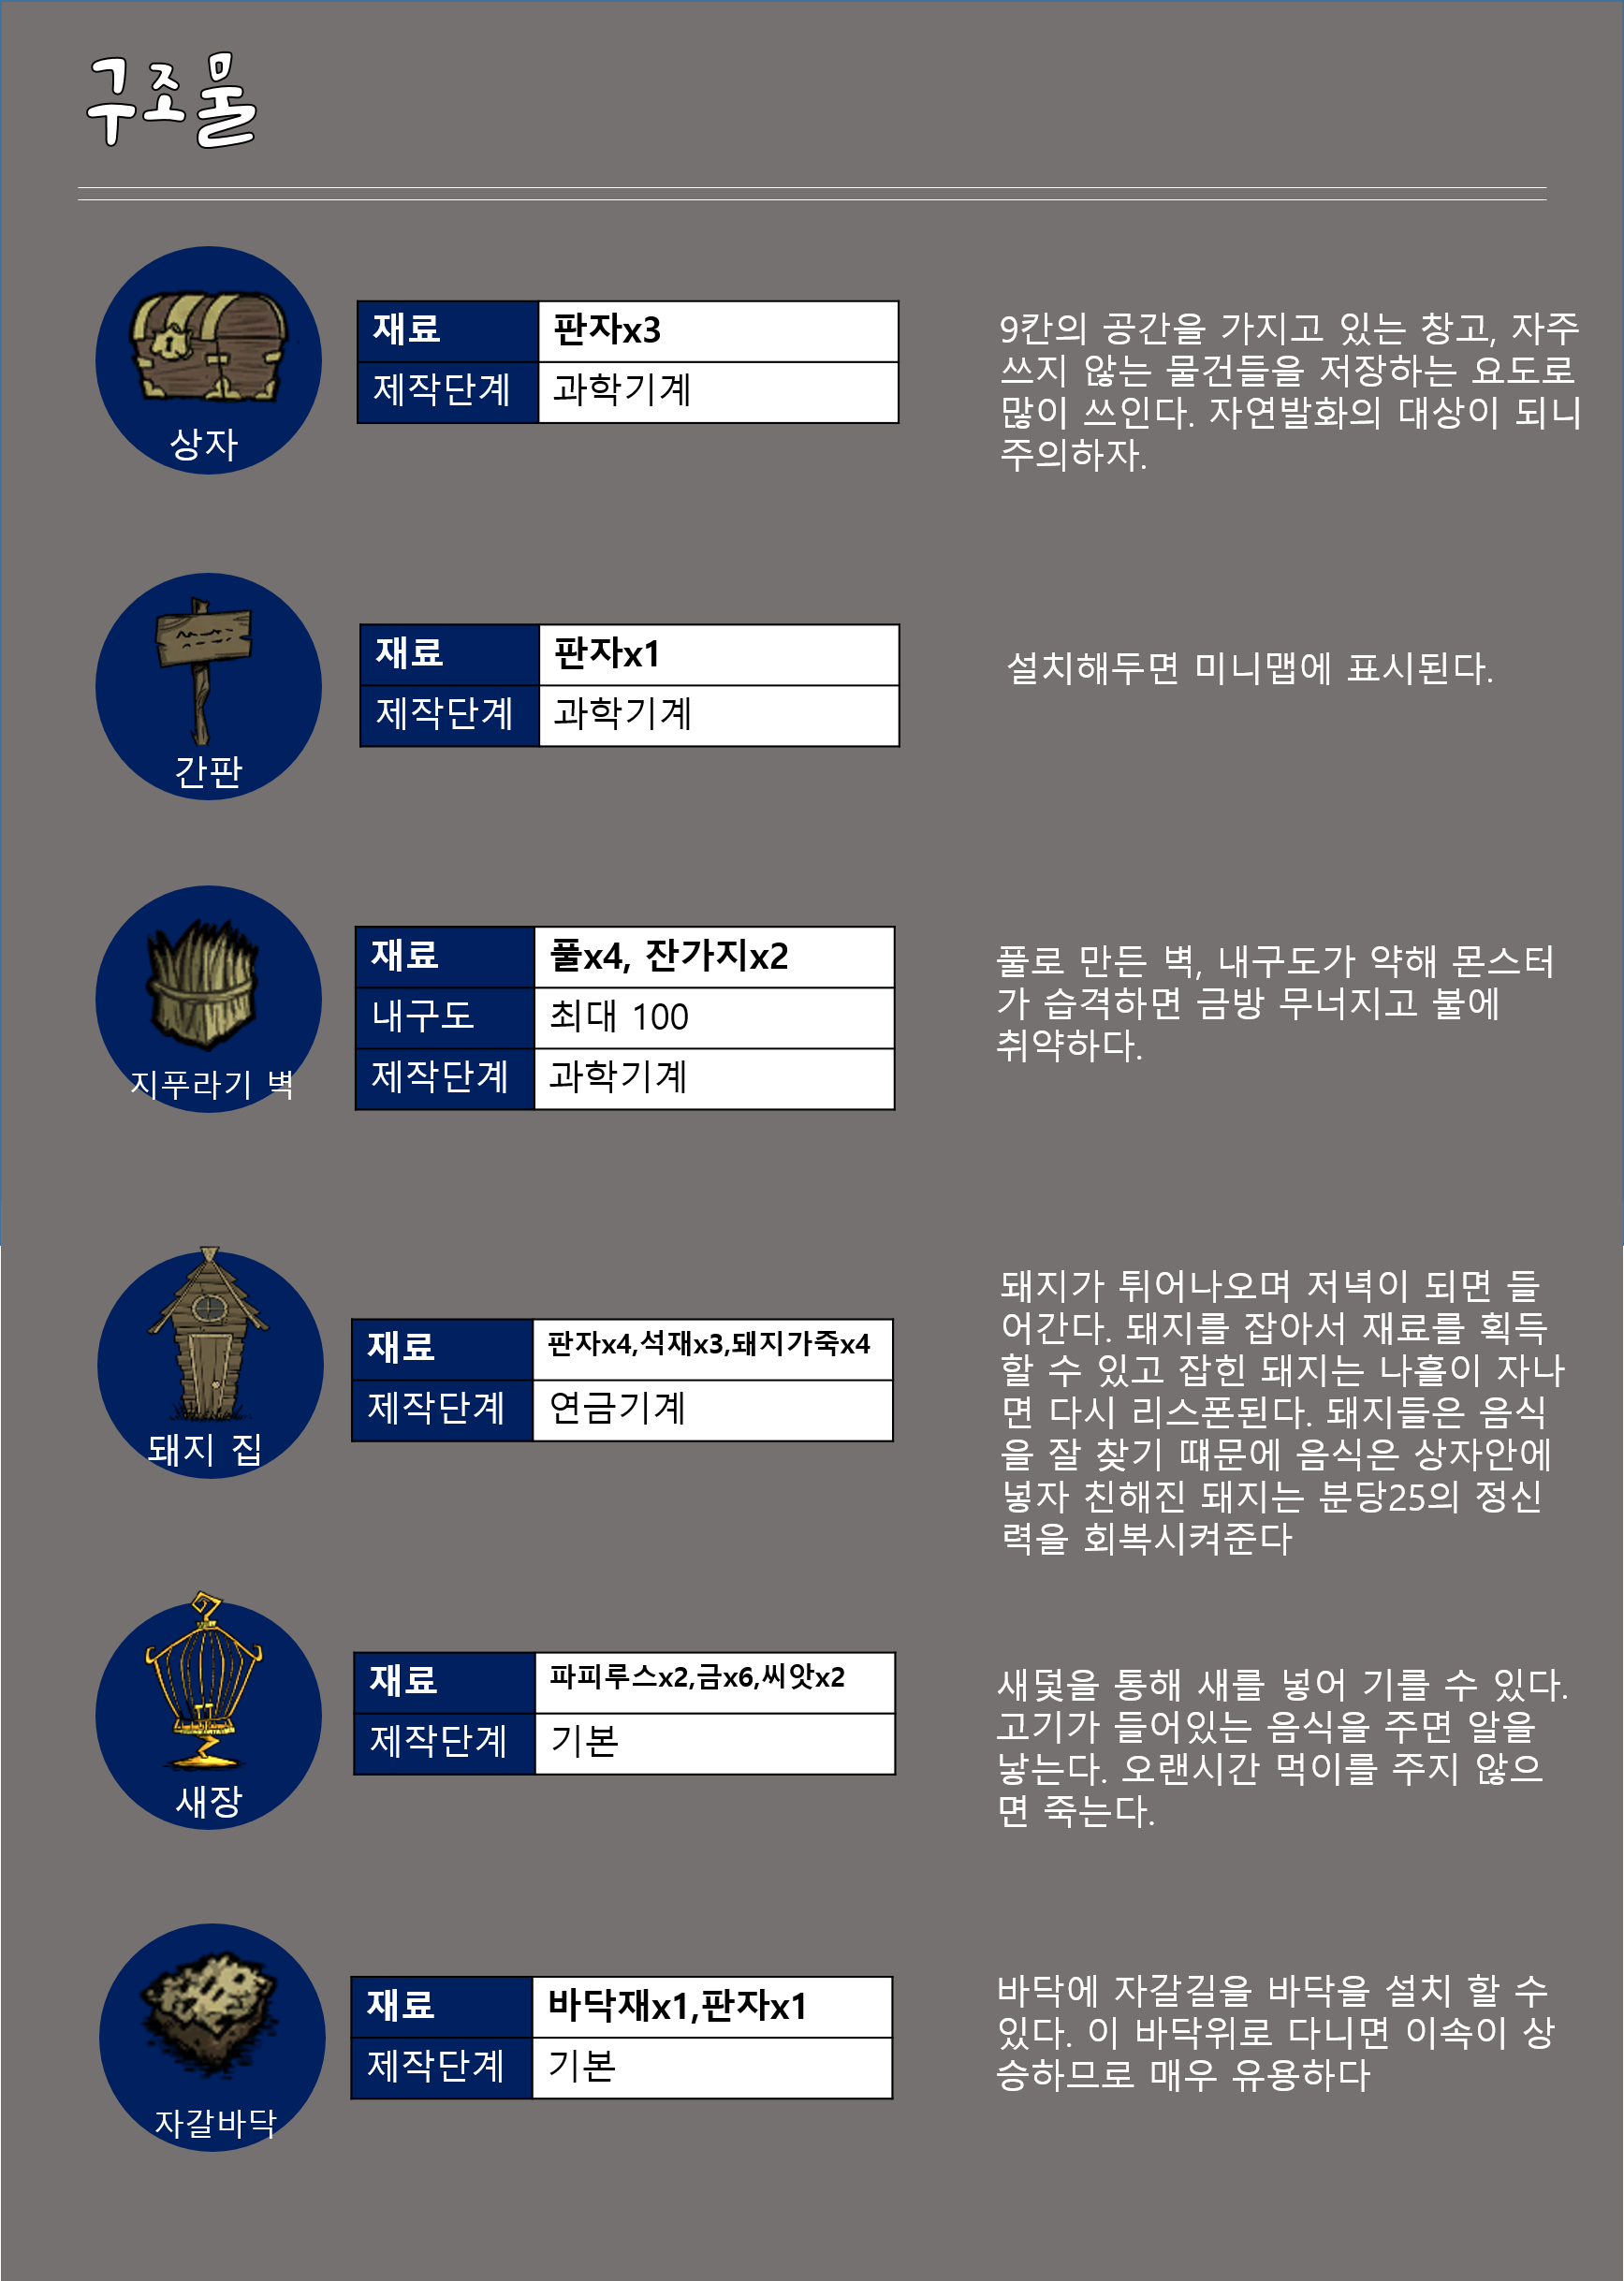 구조물
재료 판자x3
제작단계 과학기계
상자
9칸의 공간을 가지고 있는 창고, 자주
쓰지 않는 물건들을 저장하는 요도로
많이 쓰인다. 자연발화의 대상이 되니
주의하자.
재료 판자x1
제작단계 과학기계
간판
설치해두면 미니맵에 표시된다.
재료 풀x4, 잔가지x2
내구도 최대 100
제작단계 과학기계
지푸라기 벽
풀로 만든 벽, 내구도가 약해 몬스터
가 습격하면 금방 무너지고 불에
취약하다.
재료 판자x4,석재x3,돼지가죽x4
제작단계 연금기계
돼지 집
돼지가 튀어나오며 저녁이 되면 들
어간다. 돼지를 잡아서 재료를 획득
할 수 있고 잡힌 돼지는 나흘이 자나
면 다시 리스폰된다. 돼지들은 음식
을 잘 찾기 떄문에 음식은 상자안에
넣자 친해진 돼지는 분당25의 정신
력을 회복시켜준다
재료 파피루스x2,금x6,씨앗x2
제작단계 기본
새장
새덫을 통해 새를 넣어 기를 수 있다.
고기가 들어있는 음식을 주면 알을
낳는다. 오랜시간 먹이를 주지 않으
면 죽는다.
재료 바닥재x1,판자x1
제작단계 기본
자갈바닥
바닥에 자갈길을 바닥을 설치 할 수
있다. 이 바닥위로 다니면 이속이 상
승하므로 매우 유용하다